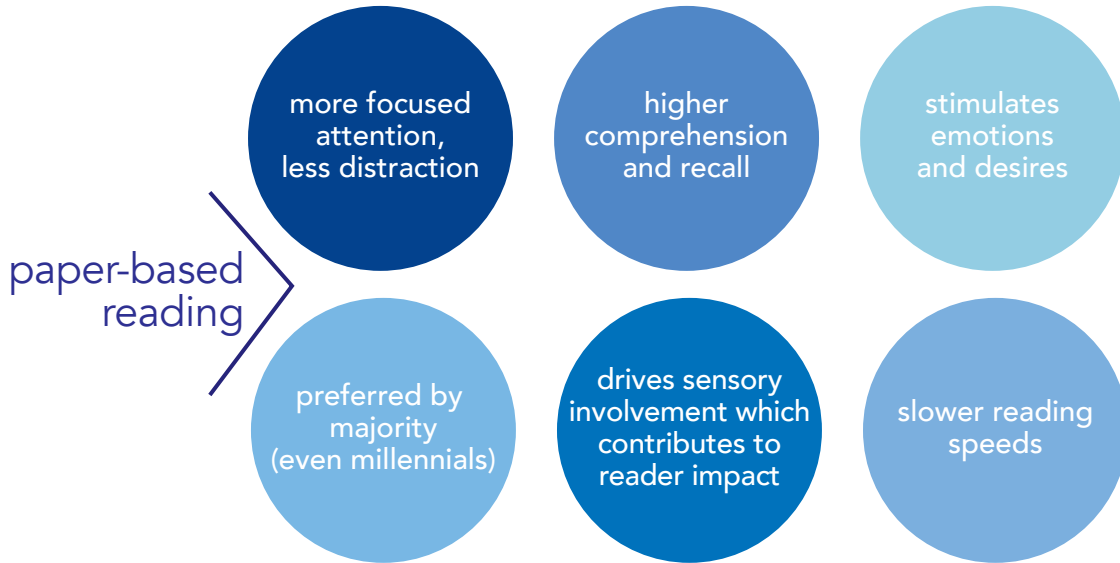 paper-based
reading
more focused
attention,
less distraction
higher
comprehension
and recall
stimulates
emotions
and desires
preferred by
majority
(even millennials)
drives sensory
involvement which
contributes to
reader impact
slower reading
speeds